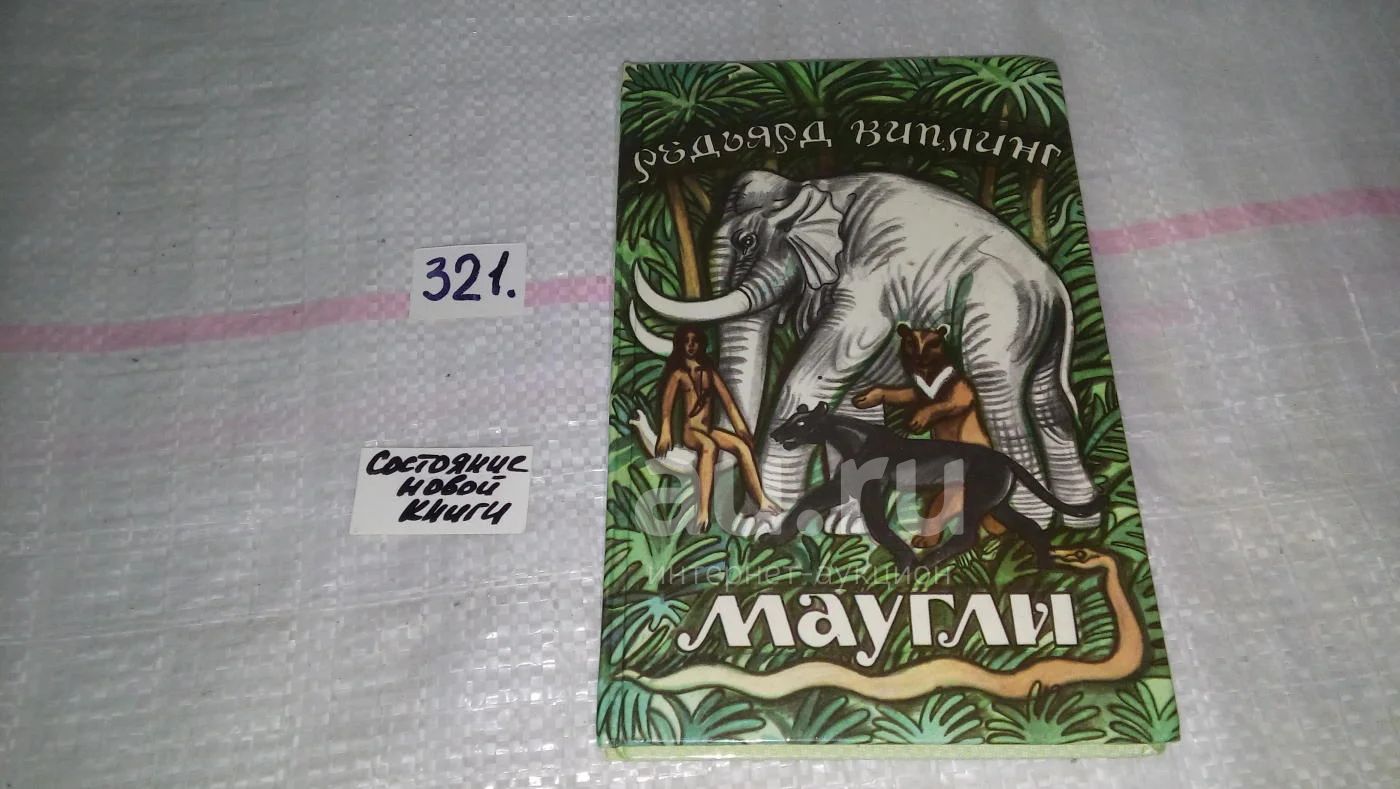 РЕДЬЯРД КИПЛИНГ
321.
Состояние
новой
книги
au.ru
интернет-аукцион
МАУГЛИ